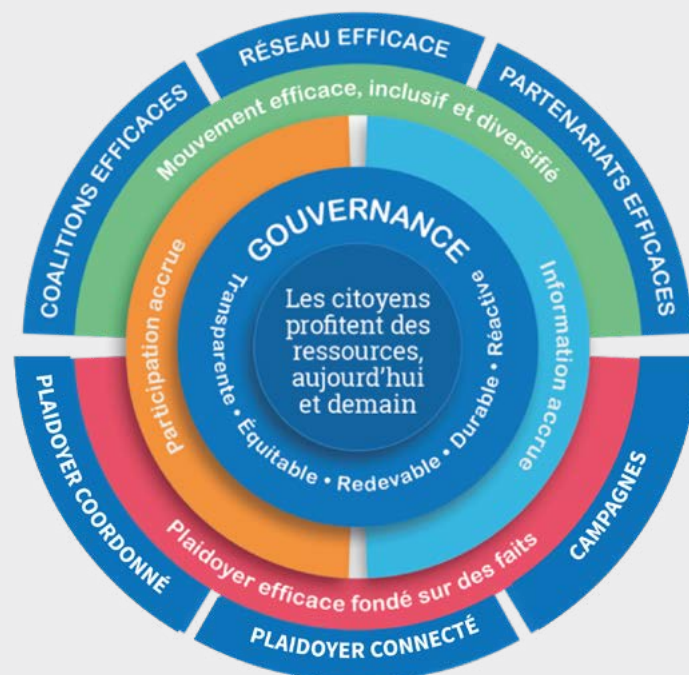 COALITIONS EFFICACES
RÉSEAU EFFICACE
PARTENARIATS EFFICACES
Mouvement efficace, inclusif et diversifié
Participation accrue
Information accrue
GOUVERNANCE
Transparente • Équitable • Redevable • Durable • Réactive
Les citoyens
profitent des
ressources,
aujourd’hui
et demain
Plaidoyer efficace fondé sur des faits
PLAIDOYER COORDONNÉ
PLAIDOYER CONNECTÉ
CAMPAGNES